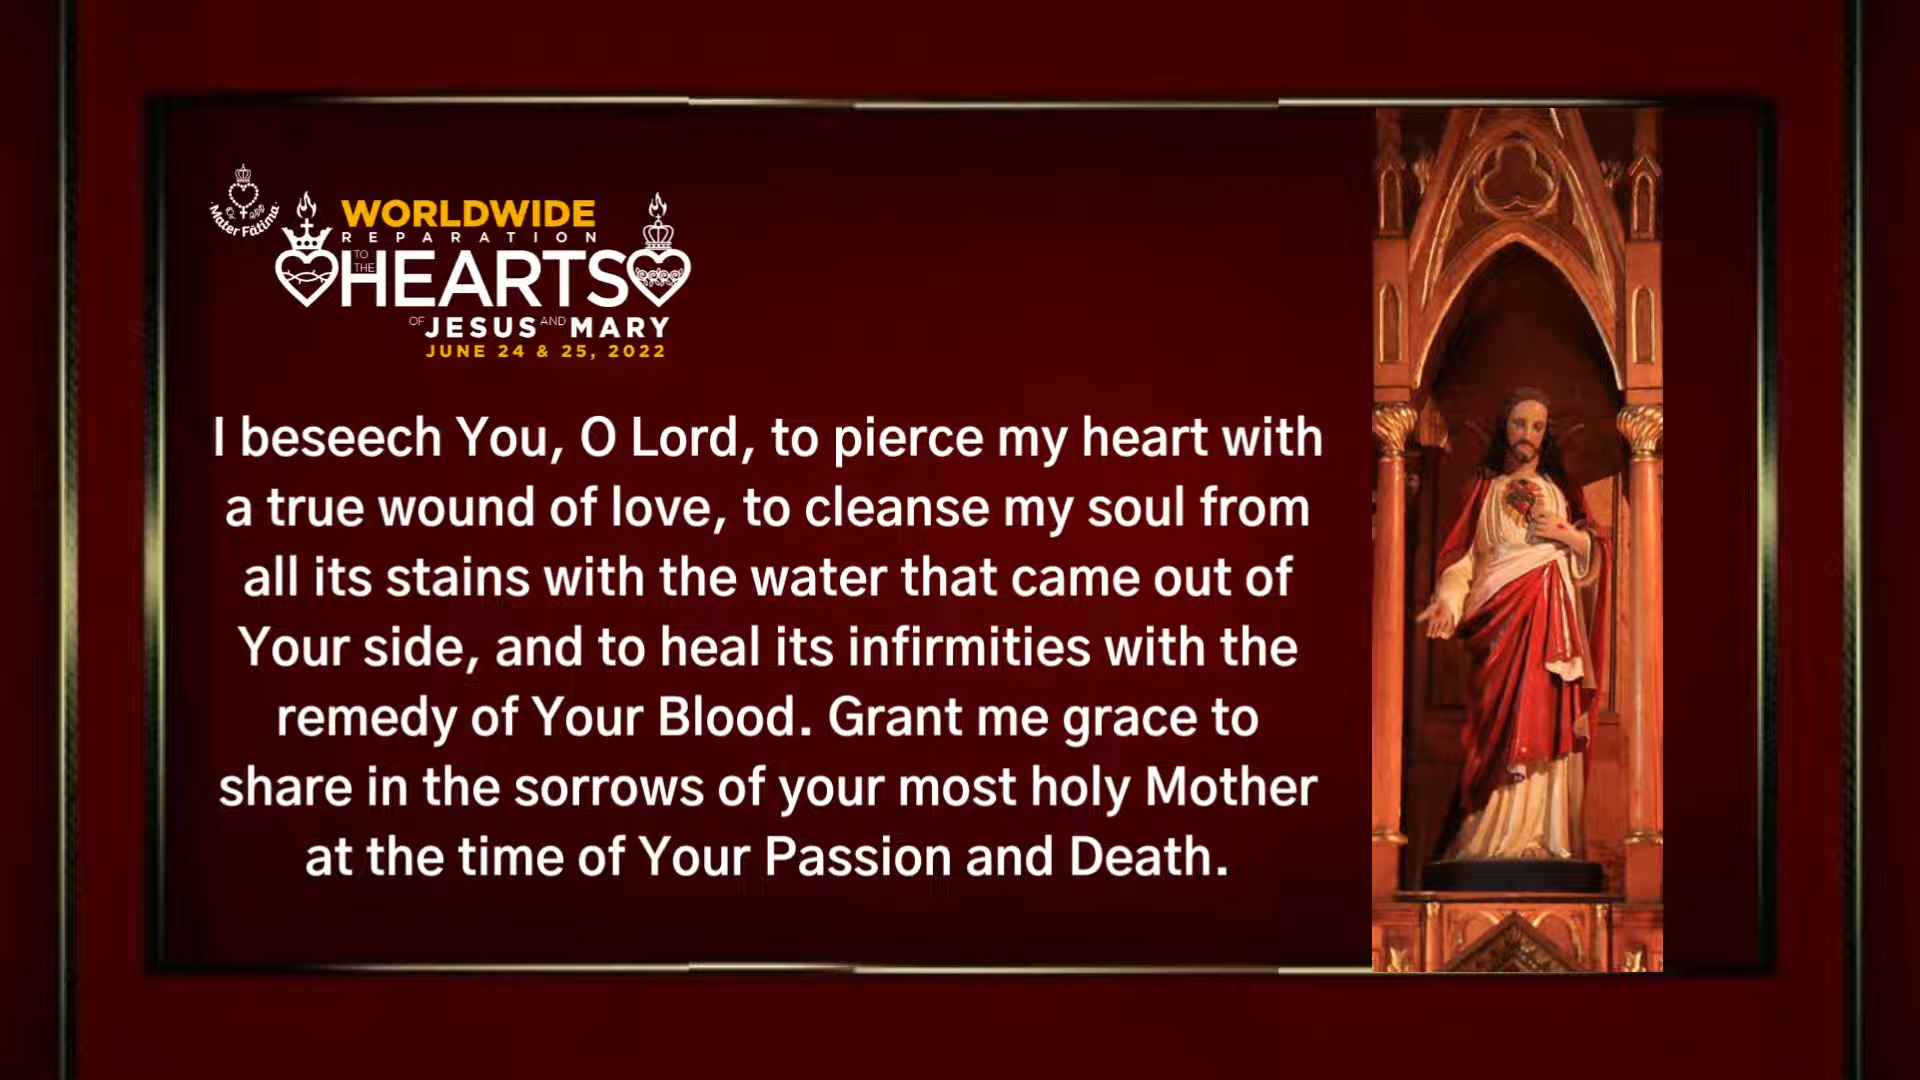 Mater Fátima
WORLDWIDE
REPARATION
TO THE HEARTS
OF JESUS AND MARY
JUNE 24 & 25, 2022
I beseech You, O Lord, to pierce my heart with
a true wound of love, to cleanse my soul from
all its stains with the water that came out of
Your side, and to heal its infirmities with the
remedy of Your Blood. Grant me grace to
share in the sorrows of your most holy Mother
at the time of Your Passion and Death.